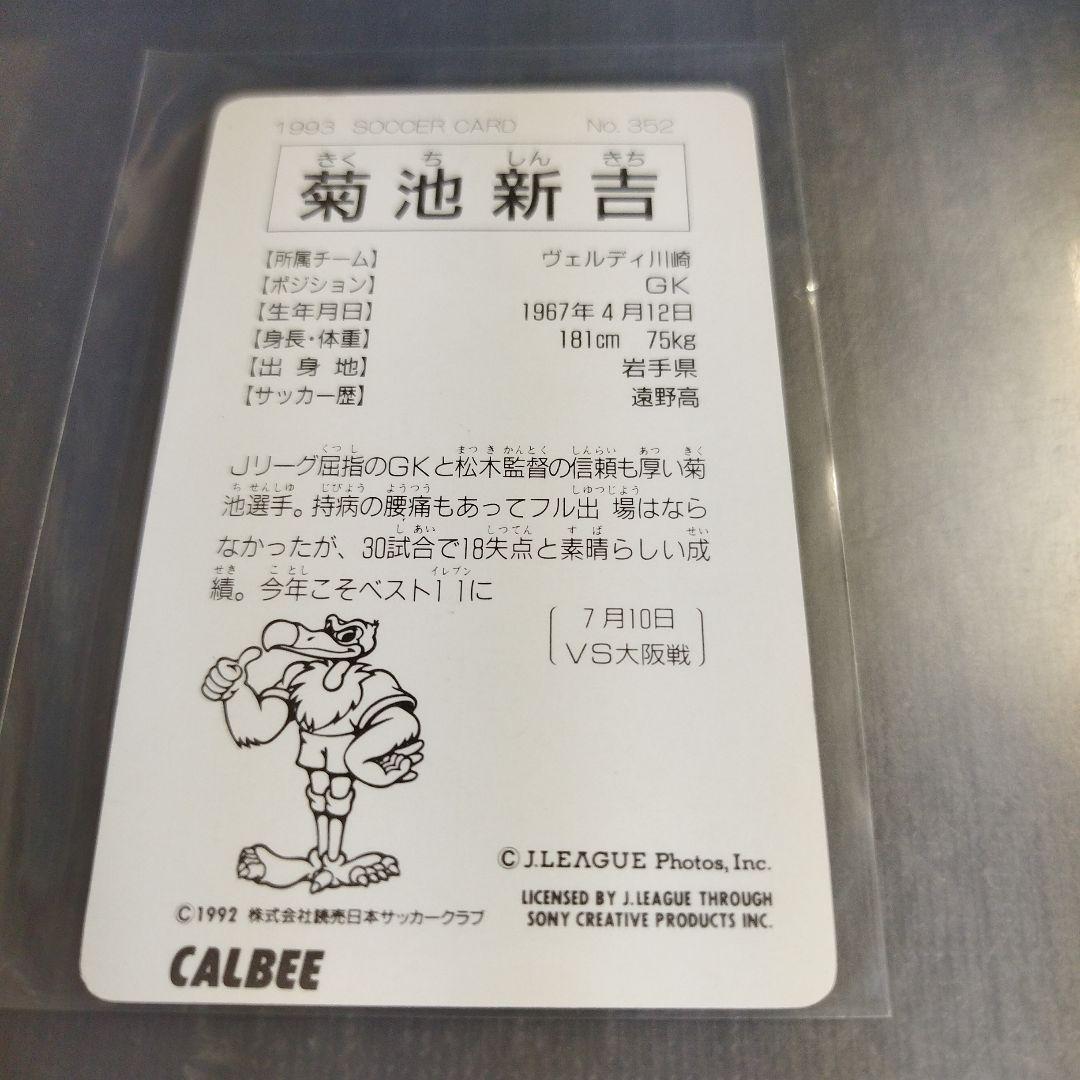 1993 SOCCER CARD No. 352
きく ち しん きち
菊池新吉
【所属チーム】 ヴェルディ川崎
【ポジション】 GK
【生年月日】 1967年4月12日
【身長・体重】 181cm 75kg
【出身地】 岩手県
【サッカー歴】 遠野高
くつし まつ き かんとく しんらい あつ きく
Jリーグ屈指のGKと松木監督の信頼も厚い菊
ち せんしゆ じびよう ようつう しゆつじよう
池選手。持病の腰痛もあってフル出場はなら
し あい しつてん す ば せい
なかったが、30試合で18失点と素晴らしい成
せき こ とし イレブン
績。今年こそベスト11に
7月10日
VS大阪戦
© J.LEAGUE Photos, Inc.
LICENSED BY J.LEAGUE THROUGH
SONY CREATIVE PRODUCTS INC.
©1992 株式会社読売日本サッカークラブ
CALBEE